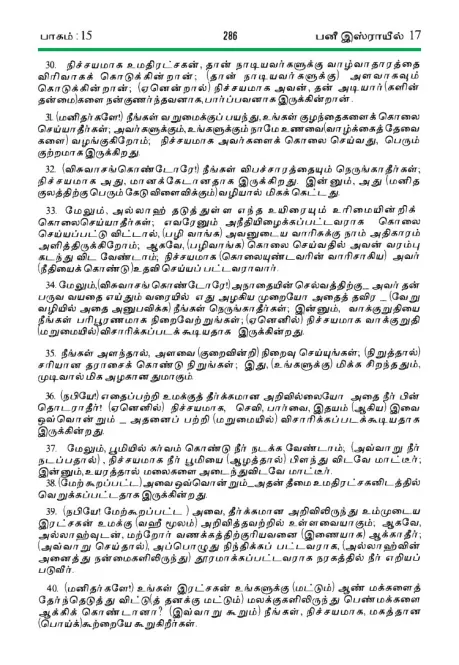 பாகம் : 15
286
பனீ இஸ்ராயீல் 17
30. நிச்சயமாக உமதிரட்சகன், தான் நாடியவர்களுக்கு வாழ்வாதாரத்தை
விரிவாகக் கொடுக்கின்றான்; (தான் நாடியவர்களுக்கு) அளவாகவும்
கொடுக்கின்றான்; (ஏனென்றால்) நிச்சயமாக அவன், தன் அடியார்(களின்
தன்மை)களை நன்குணர்ந்தவனாக,பார்ப்பவனாக இருக்கின்றான்.
31. (மனிதர்களே!) நீங்கள் வறுமைக்குப் பயந்து,உங்கள் குழந்தைகளைக் கொலை
செய்யாதீர்கள்; அவர்களுக்கும்,உங்களுக்கும் நாமே உணவை(வாழ்க்கைத் தேவை
களை) வழங்குகிறோம்; நிச்சயமாக அவர்களைக் கொலை செய்வது, பெரும்
குற்றமாக இருக்கிறது.
32. (விசுவாசங்கொண்டோரே!) நீங்கள் விபச்சாரத்தையும் நெருங்காதீர்கள்;
நிச்சயமாக அது, மானக்கேடானதாக இருக்கிறது. இன்னும், அது (மனித
குலத்திற்கு பெரும் கேடு விளைவிக்கும்)வழியால் மிகக் கெட்டது.
33. மேலும், அல்லாஹ் தடுத்துள்ள எந்த உயிரையும் உரிமையின்றிக்
கொலைசெய்யாதீர்கள்; எவரேனும் அநீதியிழைக்கப்பட்டவராக கொலை
செய்யப்பட்டு விட்டால், (பழி வாங்க) அவனுடைய வாரிசுக்கு நாம் அதிகாரம்
அளித்திருக்கிறோம்; ஆகவே, (பழிவாங்க) கொலை செய்வதில் அவன் வரம்பு
கடந்து விட வேண்டாம்; நிச்சயமாக (கொலையுண்டவரின் வாரிசாகிய) அவர்
(நீதியைக் கொண்டு)உதவி செய்யப் பட்டவராவார்.
34. மேலும்,(விசுவாசங் கொண்டோரே!)அநாதையின் செல்வத்திற்கு_ அவர் தன்
பருவ வயதை எய்தும் வரையில் எது அழகிய முறையோ அதைத் தவிர _ (வேறு
வழியில் அதை அனுபவிக்க) நீங்கள் நெருங்காதீர்கள்; இன்னும், வாக்குறுதியை
நீங்கள் பரிபூரணமாக நிறைவேற்றுங்கள்; (ஏனெனில்) நிச்சயமாக வாக்குறுதி
(மறுமையில்)விசாரிக்கப்படக் கூடியதாக இருக்கின்றது.
35. நீங்கள் அளந்தால், அளவை (குறைவின்றி) நிறைவு செய்யுங்கள்; (நிறுத்தால்)
சரியான தராசைக் கொண்டு நிறுங்கள்; இது, (உங்களுக்கு) மிக்க சிறந்ததும்,
முடிவால் மிக அழகான துமாகும்.
36. (நபியே!) எதைப்பற்றி உமக்குத் தீர்க்கமான அறிவில்லையோ அதை நீர் பின்
தொடராதீர்! (ஏனெனில்) நிச்சயமாக, செவி, பார்வை, இதயம் (ஆகிய) இவை
ஒவ்வொன்றும் _ அதனைப் பற்றி (மறுமையில்) விசாரிக்கப்படக்கூடியதாக
இருக்கின்றது.
37. மேலும், பூமியில் கர்வம் கொண்டு நீர் நடக்க வேண்டாம்; (அவ்வாறு நீர்
நடப்பதால்) , நிச்சயமாக நீர் பூமியை (ஆழத்தால்) பிளந்து விடவே மாட்டீர்;
இன்னும்,உயரத்தால் மலைகளை அடைந்துவிடவே மாட்டீர்.
38.(மேற் கூறப்பட்ட)அவை ஒவ்வொன்றும்_அதன் தீமை உமதிரட்சகனிடத்தில்
வெறுக்கப்பட்டதாக இருக்கின்றது.
39. (நபியே! மேற்கூறப்பட்ட ) அவை, தீர்க்கமான அறிவிலிருந்து உம்முடைய
இரட்சகன் உமக்கு (வஹீ மூலம்) அறிவித்தவற்றில் உள்ளவையாகும்; ஆகவே,
அல்லாஹ்வுடன், மற்றோர் வணக்கத்திற்குரியவனை (இணையாக) ஆக்காதீர்;
(அவ்வாறு செய்தால்), அப்பொழுது நிந்திக்கப் பட்டவராக, (அல்லாஹ்வின்
அனைத்து நன்மைகளிலிருந்து) தூரமாக்கப்பட்டவராக நரகத்தில் நீர் எறியப்
படுவீர்.
40. (மனிதர்களே!) உங்கள் இரட்சகன் உங்களுக்கு (மட்டும்) ஆண் மக்களைத்
தேர்ந்தெடுத்து விட்டு(த் தனக்கு மட்டும்) மலக்குகளிலிருந்து பெண்மக்களை
ஆக்கிக் கொண்டானா? (இவ்வாறு கூறும்) நீங்கள், நிச்சயமாக, மகத்தான
(பொய்க்)கூற்றையே கூறுகிறீர்கள்.